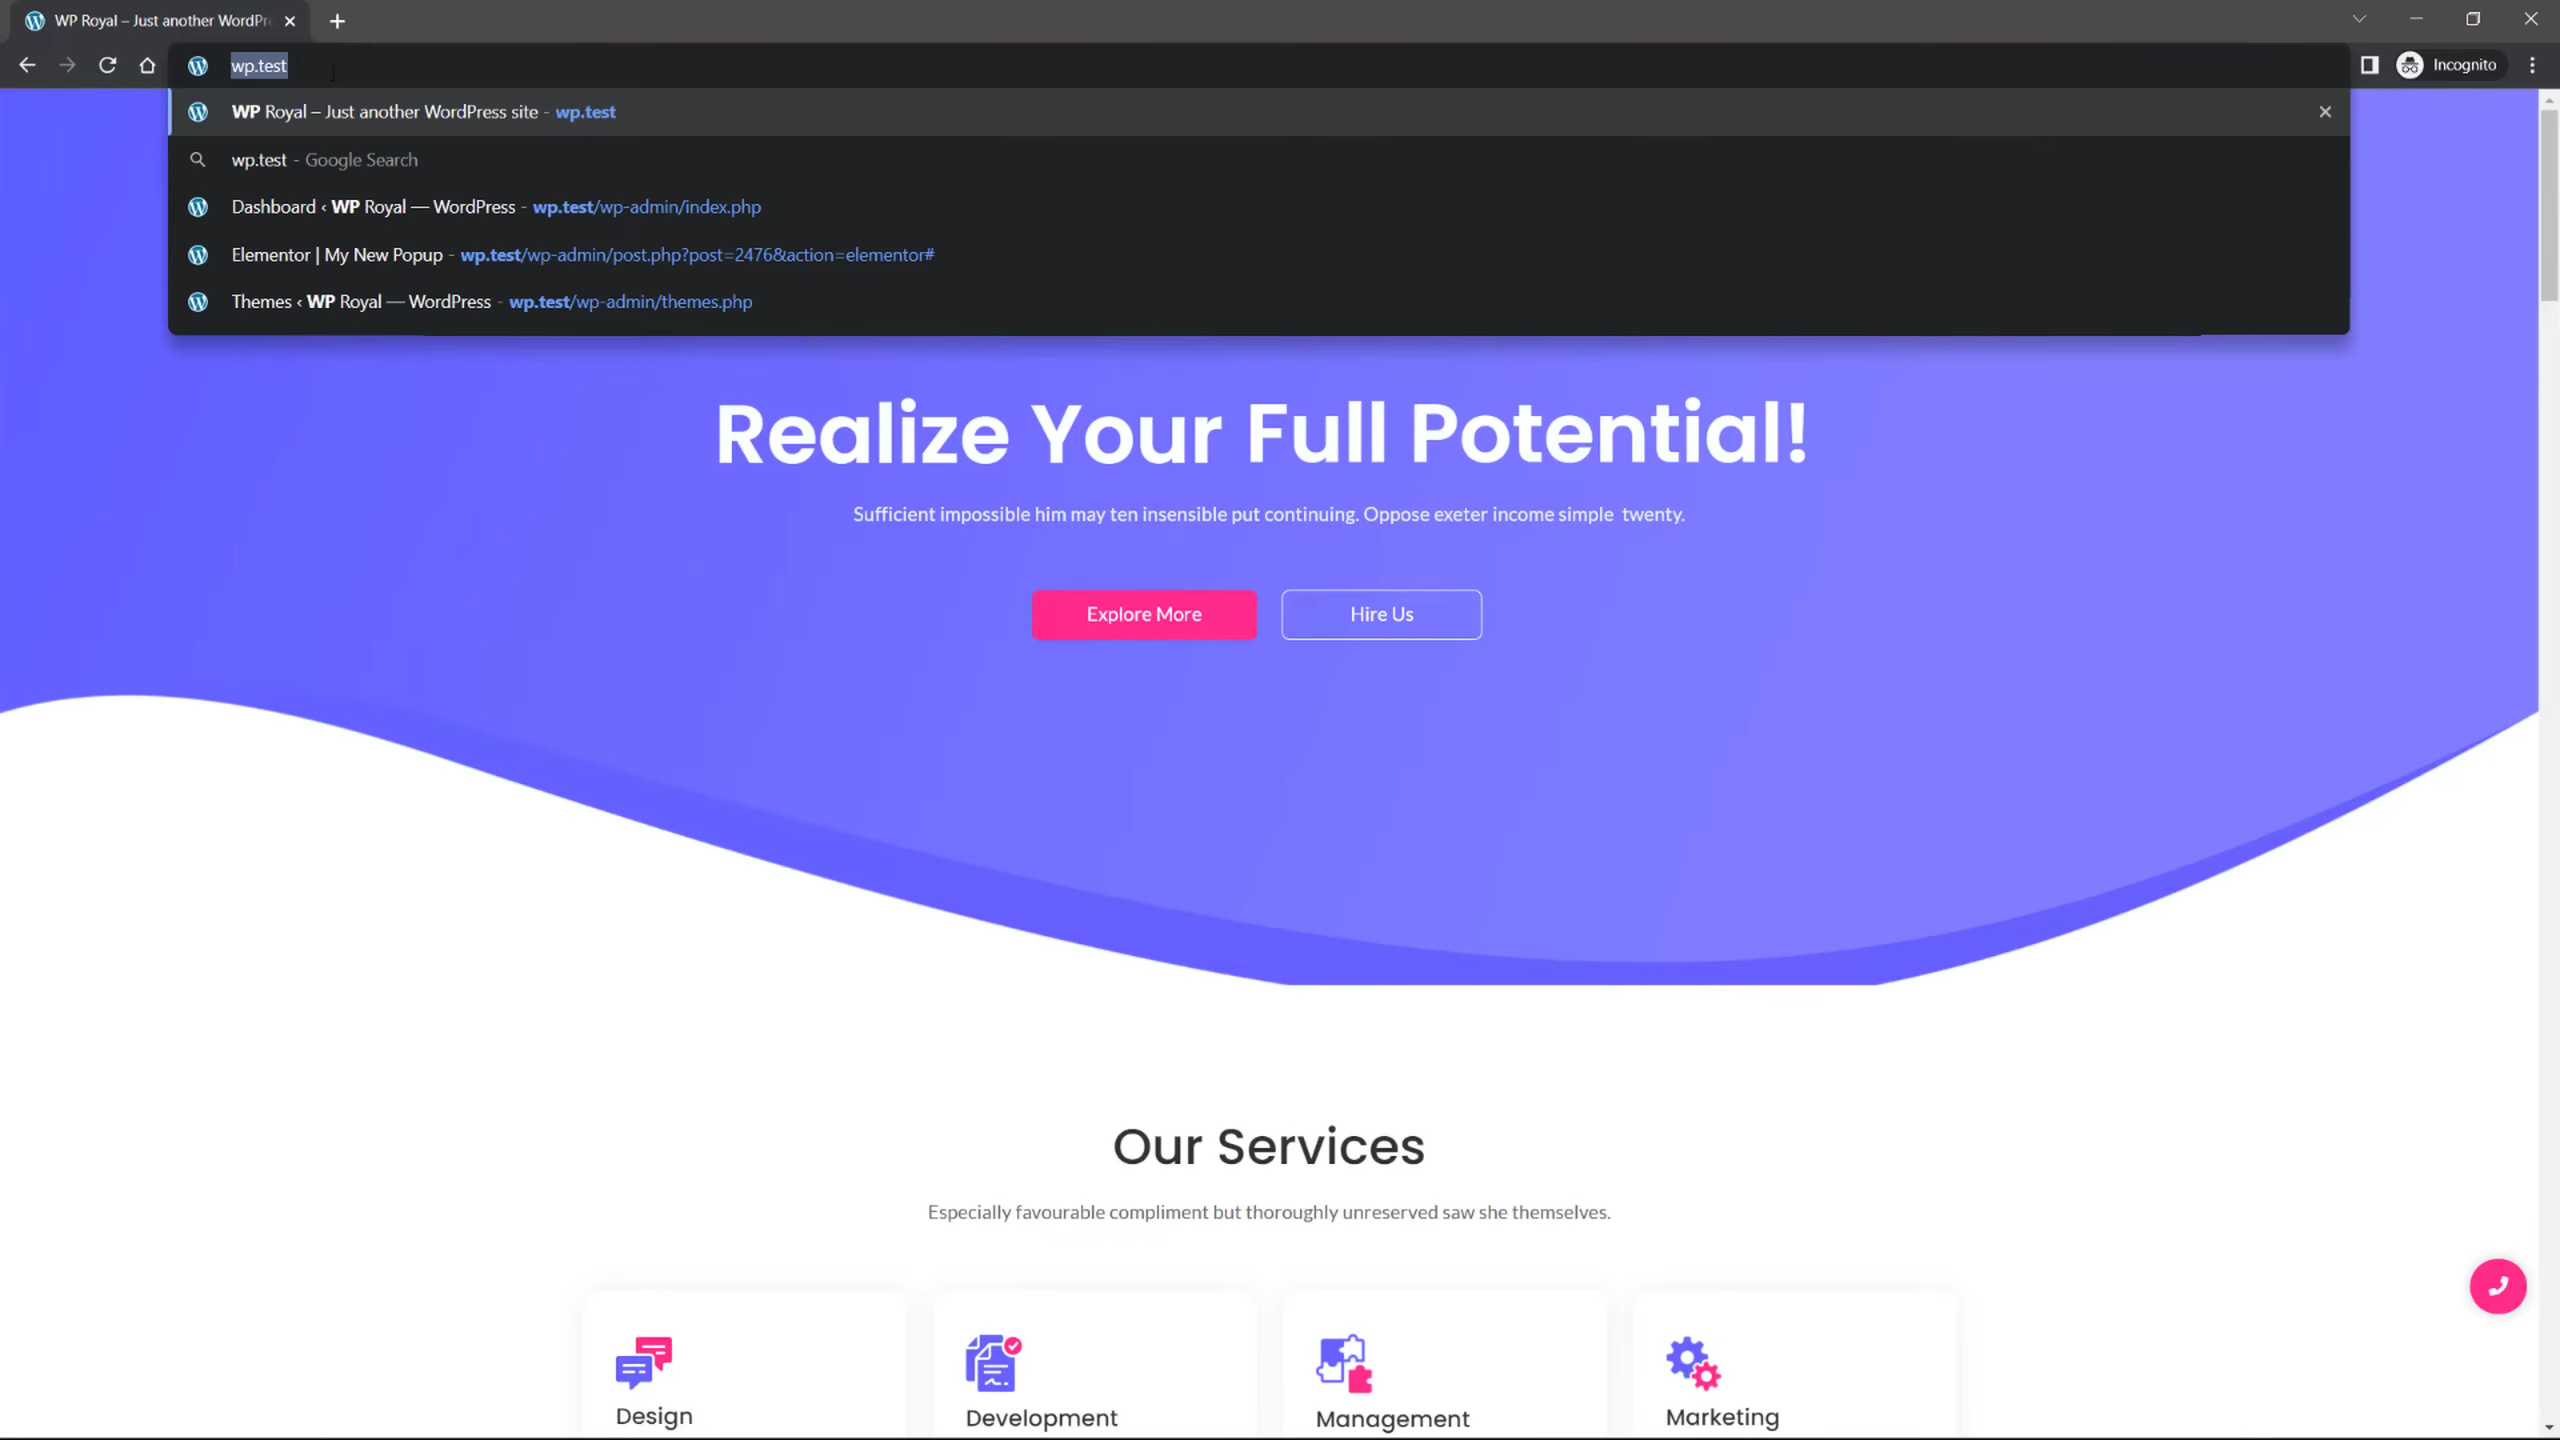 WP Royal – Just another WordPr
wp.test
Incognito
WP Royal – Just another WordPress site - wp.test
wp.test - Google Search
Dashboard ‹ WP Royal — WordPress - wp.test/wp-admin/index.php
Elementor | My New Popup - wp.test/wp-admin/post.php?post=2476&action=elementor#
Themes ‹ WP Royal — WordPress - wp.test/wp-admin/themes.php
Realize Your Full Potential!
Sufficient impossible him may ten insensible put continuing. Oppose exeter income simple twenty.
Explore More
Hire Us
Our Services
Especially favourable compliment but thoroughly unreserved saw she themselves.
Design
Development
Management
Marketing